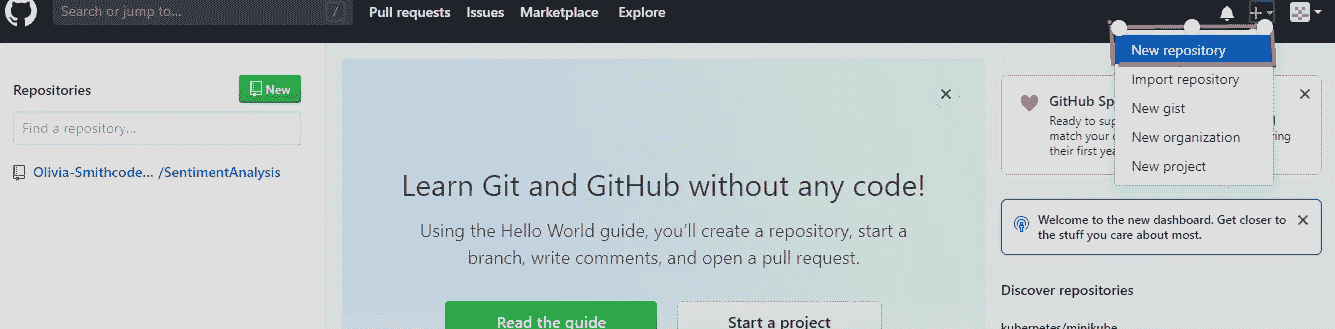 Search or jump to...
/
Pull requests
Issues
Marketplace
Explore
New repository
Import repository
New gist
New organization
New project
Repositories
New
Find a repository...
Olivia-Smithcode... /SentimentAnalysis
Learn Git and GitHub without any code!
Using the Hello World guide, you'll create a repository, start a
branch, write comments, and open a pull request.
Read the guide
Start a project
GitHub Sp
Ready to sup
match your
their first yea
Welcome to the new dashboard. Get closer to
the stuff you care about most.
Discover repositories
kubernetes/minikube